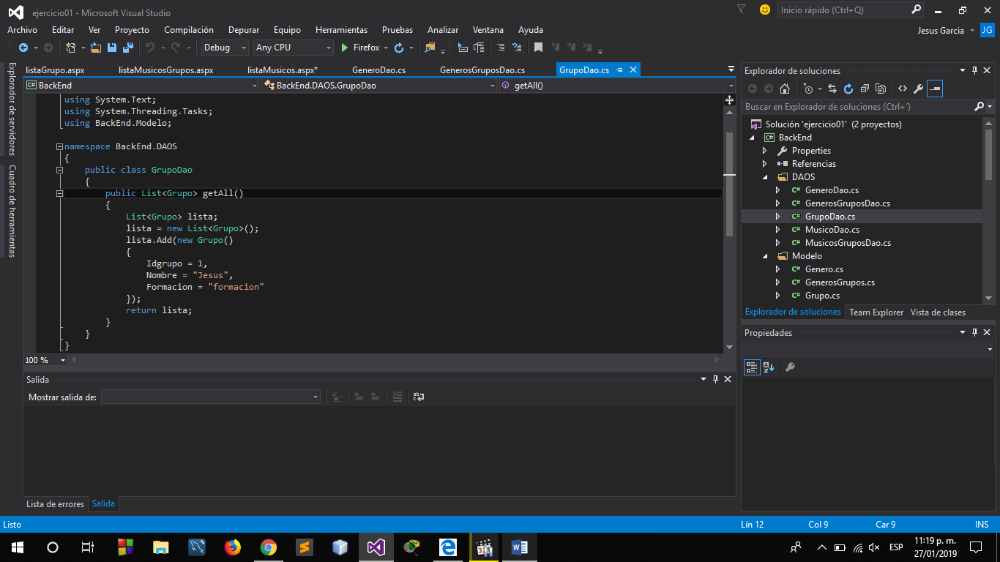 ejercicio01 - Microsoft Visual Studio
Inicio rápido (Ctrl+Q)
Archivo Editar Ver Proyecto Compilación Depurar Equipo Herramientas Pruebas Analizar Ventana Ayuda
Jesus Garcia JG
Debug Any CPU Firefox
Explorador de servidores
Cuadro de herramientas
listaGrupo.aspx listaMusicosGrupos.aspx listaMusicos.aspx* GeneroDao.cs GenerosGruposDao.cs GrupoDao.cs
BackEnd BackEnd.DAOS.GrupoDao getAll()
using System.Text;
using System.Threading.Tasks;
using BackEnd.Modelo;
namespace BackEnd.DAOS
{
public class GrupoDao
{
public List<Grupo> getAll()
{
List<Grupo> lista;
lista = new List<Grupo>();
lista.Add(new Grupo()
{
Idgrupo = 1,
Nombre = "Jesus",
Formacion = "formacion"
});
return lista;
}
}
}
100 %
Salida
Mostrar salida de:
Lista de errores Salida
Explorador de soluciones
Buscar en Explorador de soluciones (Ctrl+´)
Solución 'ejercicio01' (2 proyectos)
C# BackEnd
Properties
Referencias
DAOS
C# GeneroDao.cs
C# GenerosGruposDao.cs
C# GrupoDao.cs
C# MusicoDao.cs
C# MusicosGruposDao.cs
Modelo
C# Genero.cs
C# GenerosGrupos.cs
C# Grupo.cs
Explorador de soluciones Team Explorer Vista de clases
Propiedades
Listo Lín 12 Col 9 Car 9 INS
ESP
11:19 p. m.
27/01/2019